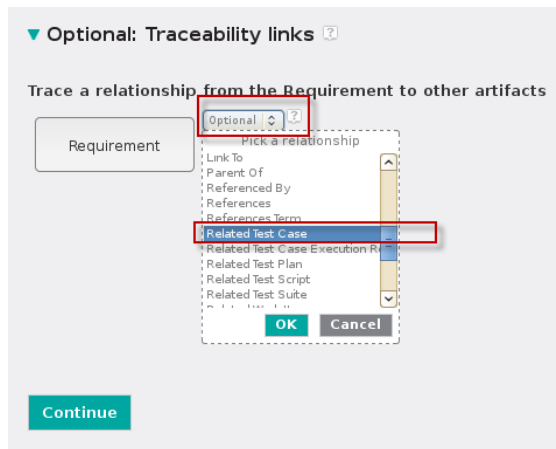 Optional: Traceability links ?
Trace a relationship from the Requirement to other artifacts
Optional ?
Requirement
Pick a relationship
Link To
Parent Of
Referenced By
References
References Term
Related Test Case
Related Test Case Execution Re
Related Test Plan
Related Test Script
Related Test Suite
OK Cancel
Continue